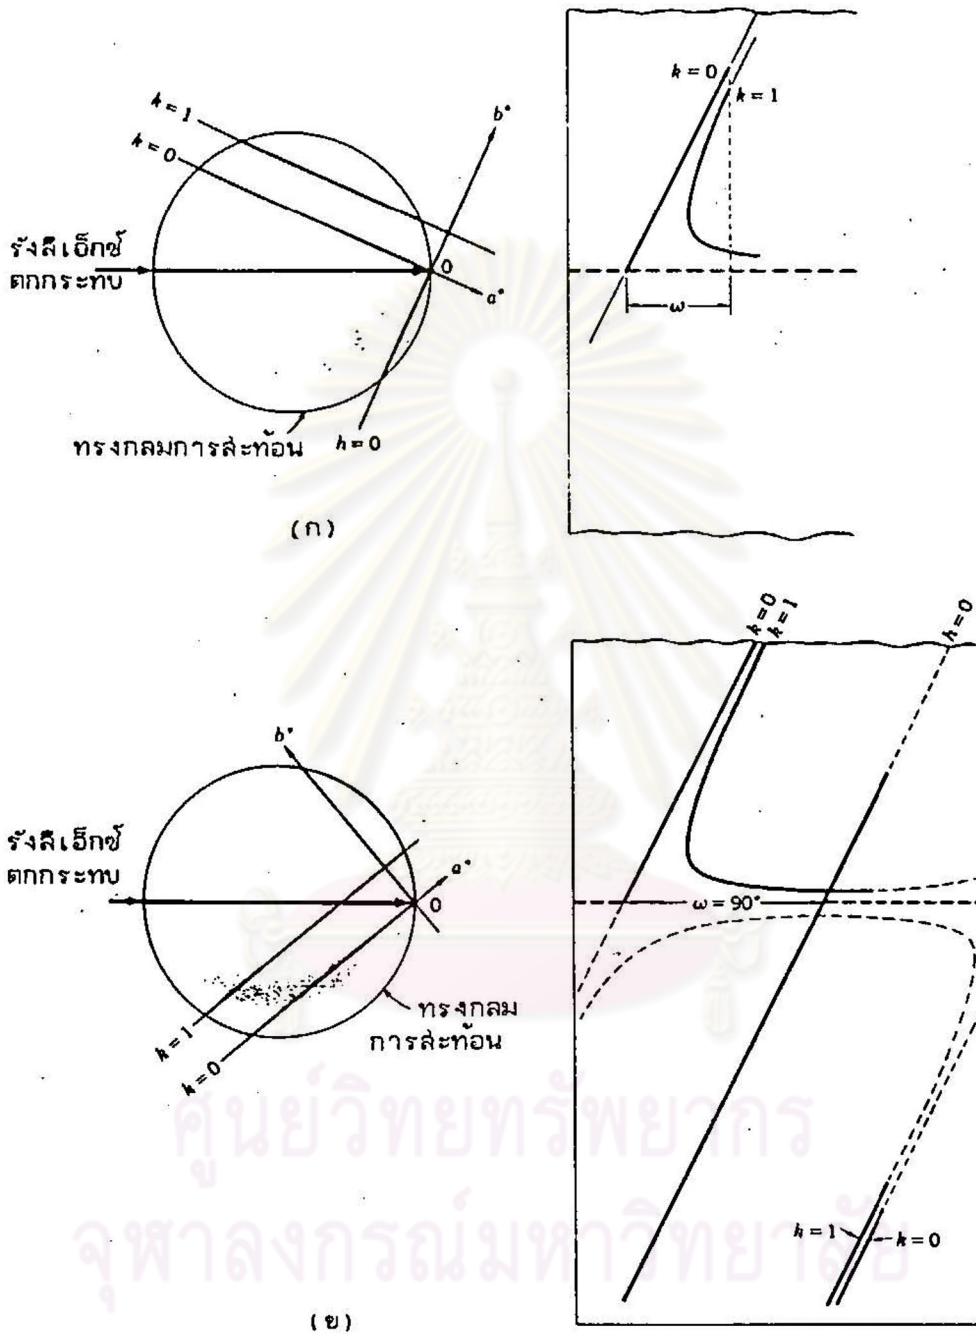 k = 0
k = 1
k = 1
k = 0
b*
รังสีเอ็กซ์
ตกกระทบ
0
a*
ω
ทรงกลมการสะท้อน
h = 0
(ก)
k = 0
k = 1
h = 0
b*
รังสีเอ็กซ์
ตกกระทบ
a*
0
ω = 90°
ทรงกลม
การสะท้อน
k = 1
k = 0
ศูนย์วิทยทรัพยากร
h = 1
k = 0
จุฬาลงกรณ์มหาวิทยาลัย
(ข)